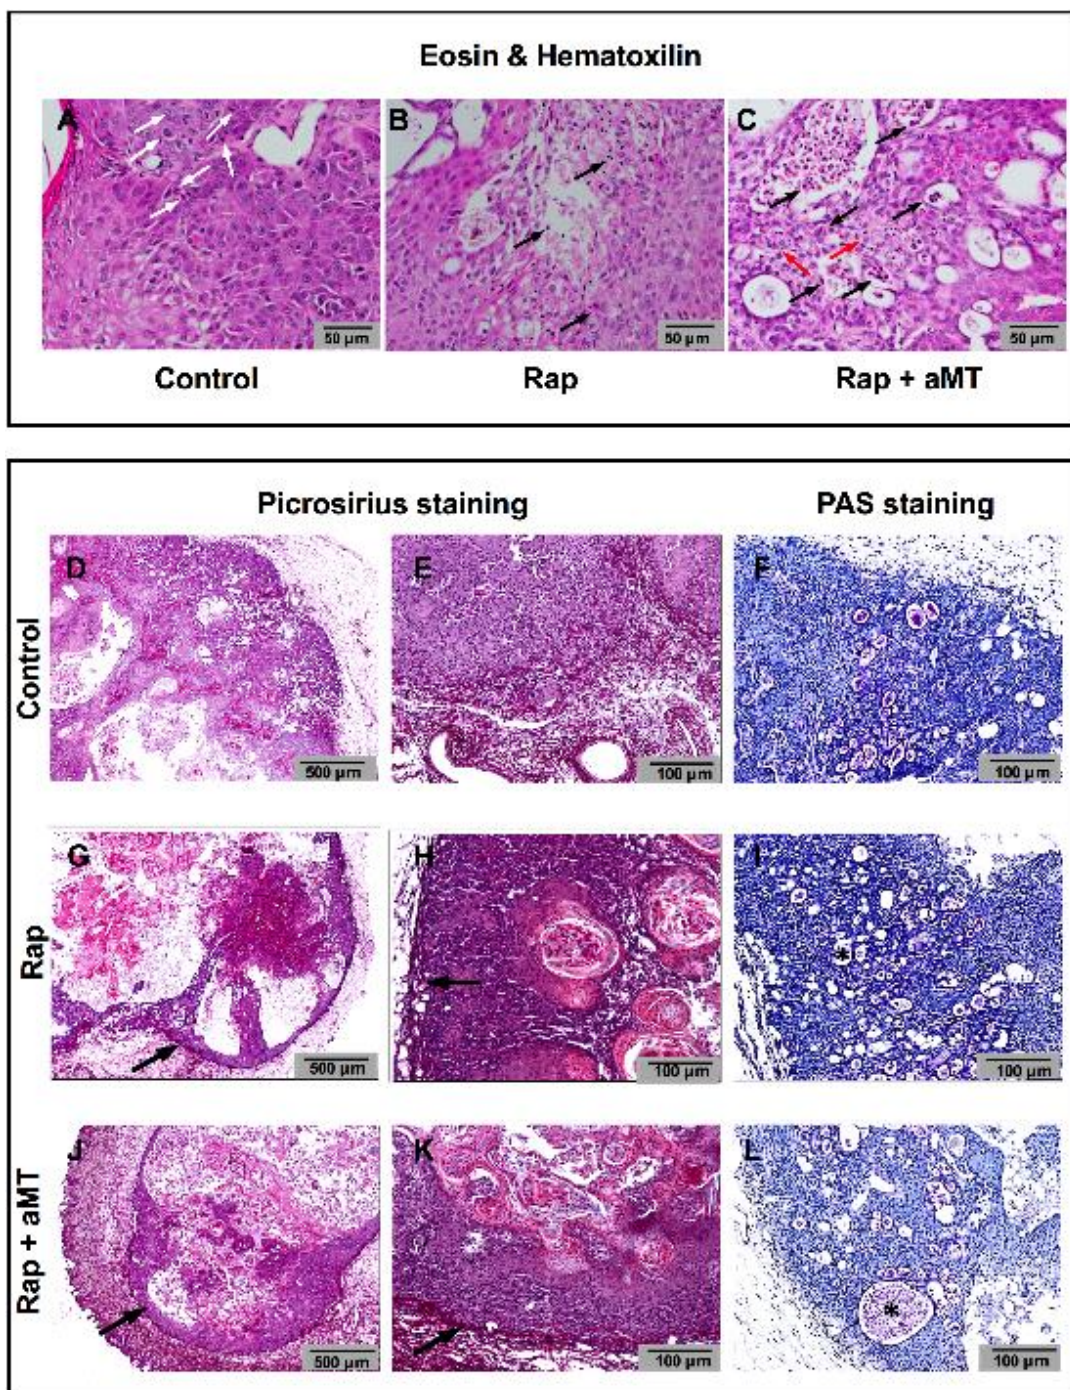 Eosin & Hematoxilin
A
B
C
50 µm
50 µm
50 µm
Control
Rap
Rap + aMT
Picrosirius staining
PAS staining
Control
D
E
F
500 µm
100 µm
100 µm
Rap
G
H
I
*
500 µm
100 µm
100 µm
Rap + aMT
J
K
L
*
500 µm
100 µm
100 µm